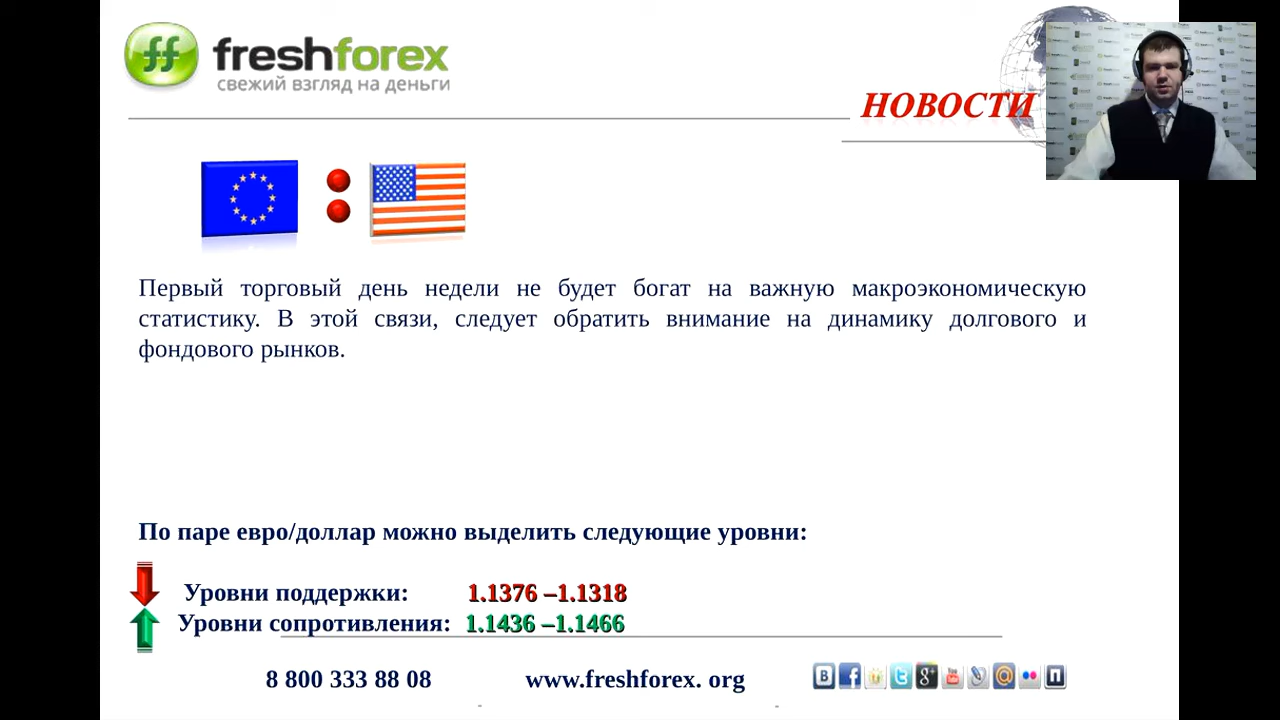 freshforex
свежий взгляд на деньги
НОВОСТИ
Первый торговый день недели не будет богат на важную макроэкономическую
статистику. В этой связи, следует обратить внимание на динамику долгового и
фондового рынков.
По паре евро/доллар можно выделить следующие уровни:
Уровни поддержки: 1.1376 –1.1318
Уровни сопротивления: 1.1436 –1.1466
8 800 333 88 08 www.freshforex. org